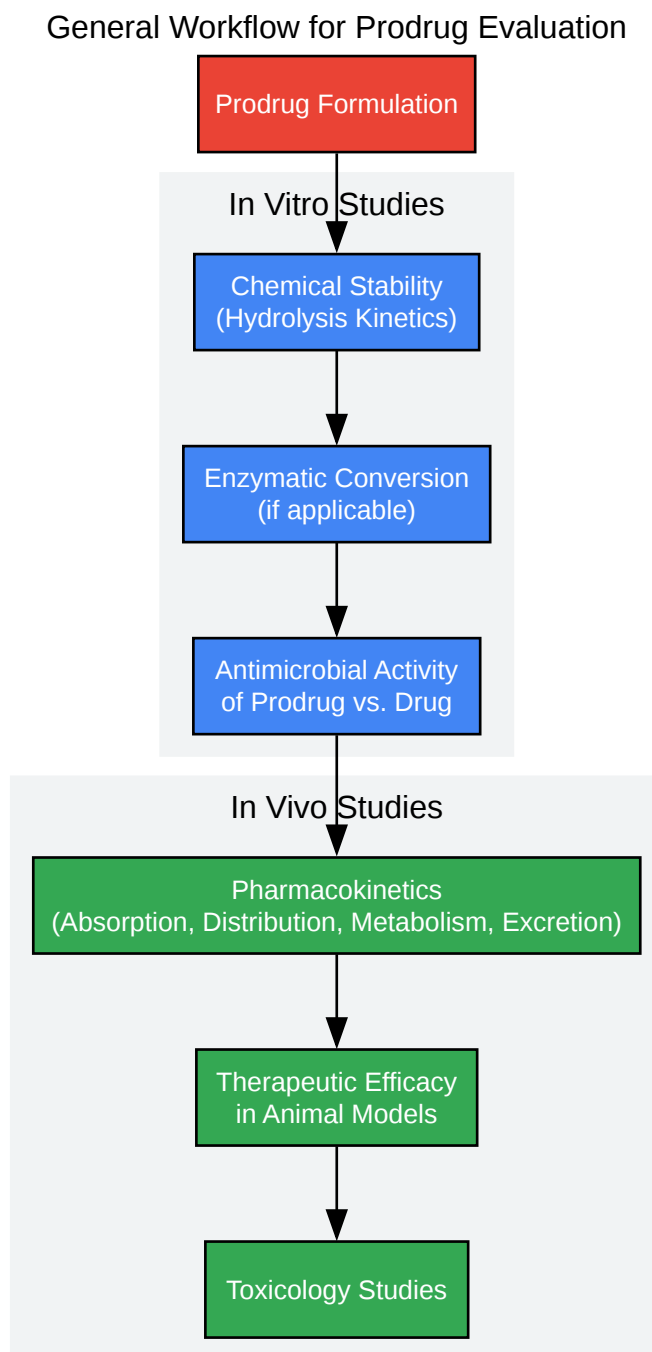 General Workflow for Prodrug Evaluation
Prodrug Formulation
In Vitro Studies
Chemical Stability
(Hydrolysis Kinetics)
Enzymatic Conversion
(if applicable)
Antimicrobial Activity
of Prodrug vs. Drug
In Vivo Studies
Pharmacokinetics
(Absorption, Distribution, Metabolism, Excretion)
Therapeutic Efficacy
in Animal Models
Toxicology Studies